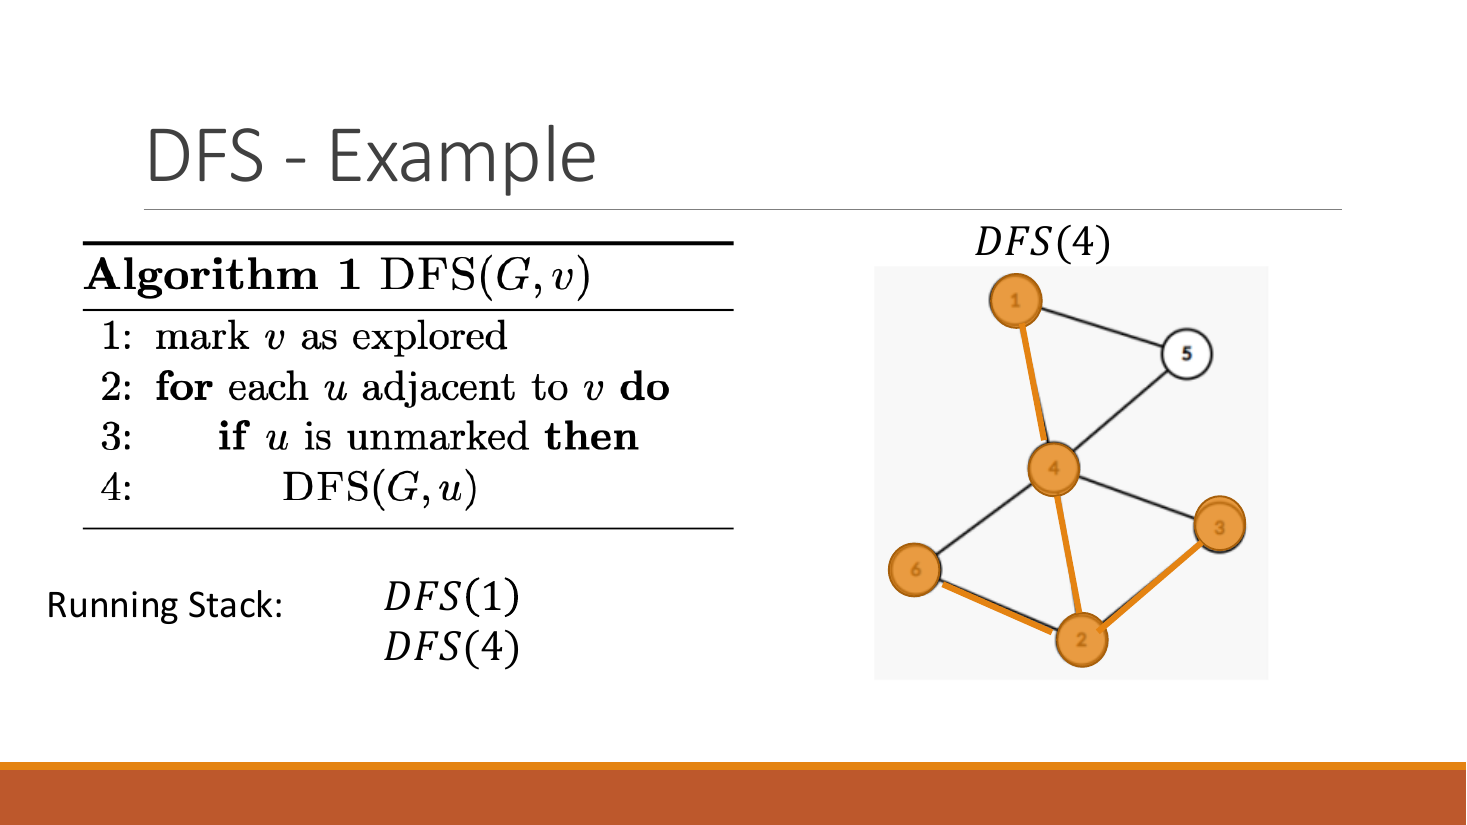 DFS - Example
Algorithm 1 DFS(G, v)
1: mark v as explored
2: for each u adjacent to v do
3: if u is unmarked then
4: DFS(G, u)
Running Stack:
DFS(1)
DFS(4)
DFS(4)
1
5
4
3
6
2